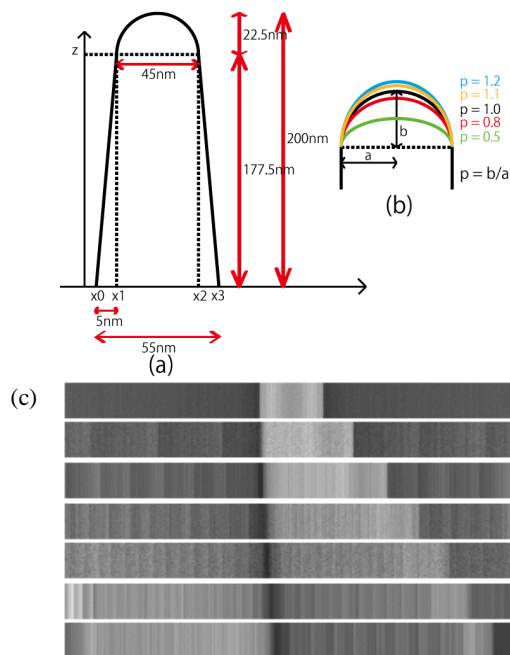 z
22.5nm
45nm
200nm
177.5nm
x0 x1 x2 x3
5nm
55nm
(a)
p = 1.2
p = 1.1
p = 1.0
p = 0.8
p = 0.5
b
a
p = b/a
(b)
(c)